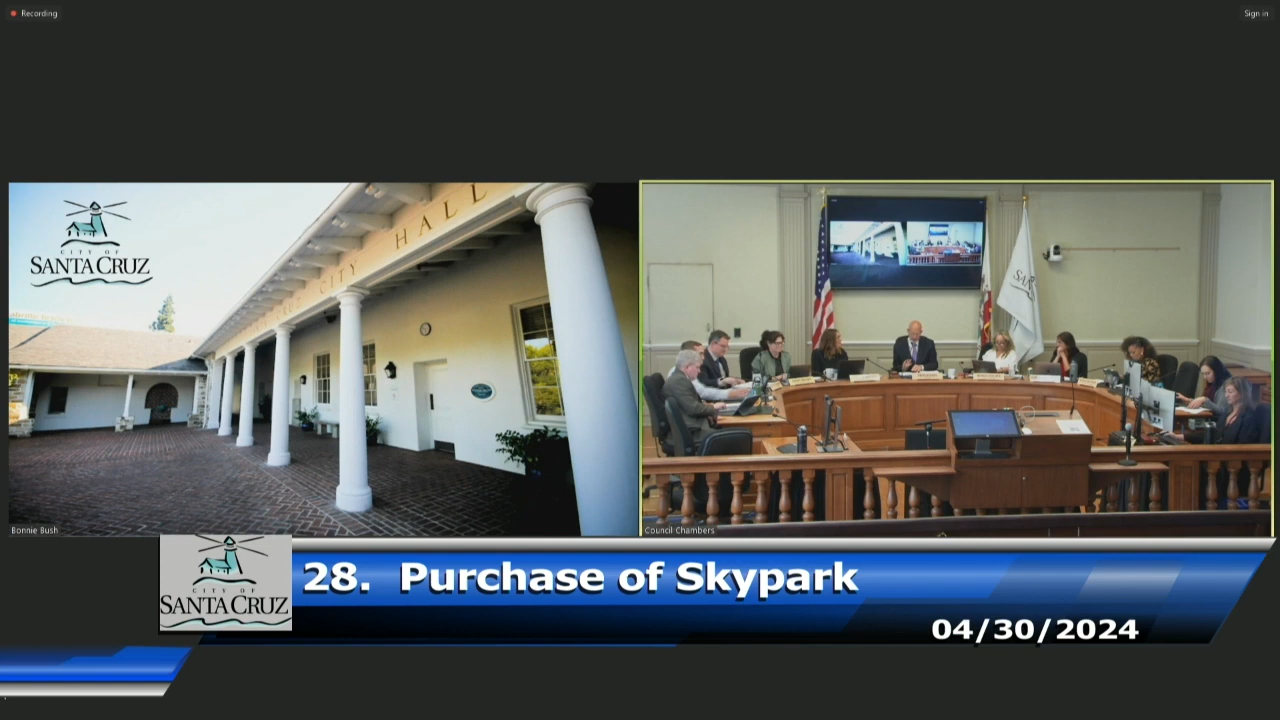 Recording
Sign in
CITY OF
SANTA CRUZ
CITY HALL
Bonnie Bush
Council Chambers
CITY OF
SANTA CRUZ
28. Purchase of Skypark
04/30/2024